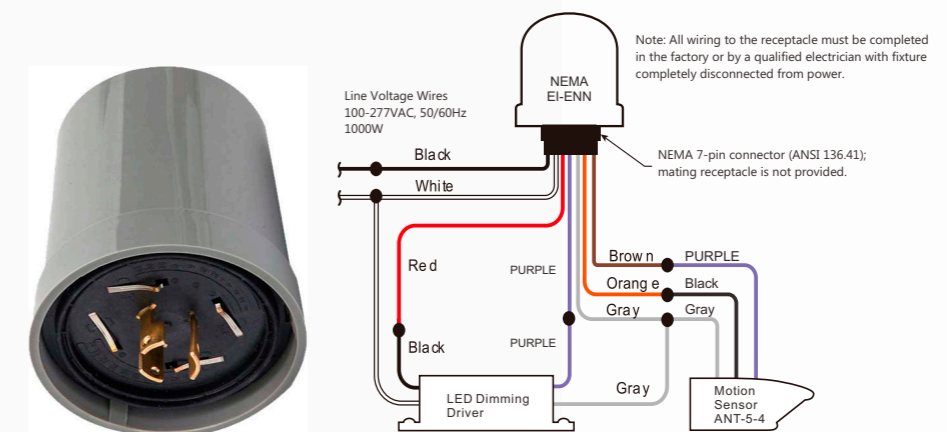 Note: All wiring to the receptacle must be completed
in the factory or by a qualified electrician with fixture
completely disconnected from power.
NEMA
EI-ENN
Line Voltage Wires
100-277VAC, 50/60Hz
1000W
NEMA 7-pin connector (ANSI 136.41);
mating receptacle is not provided.
Black
White
Red
PURPLE
Brown
PURPLE
Orange
Black
Gray
Gray
Black
PURPLE
Gray
LED Dimming
Driver
Motion
Sensor
ANT-5-4